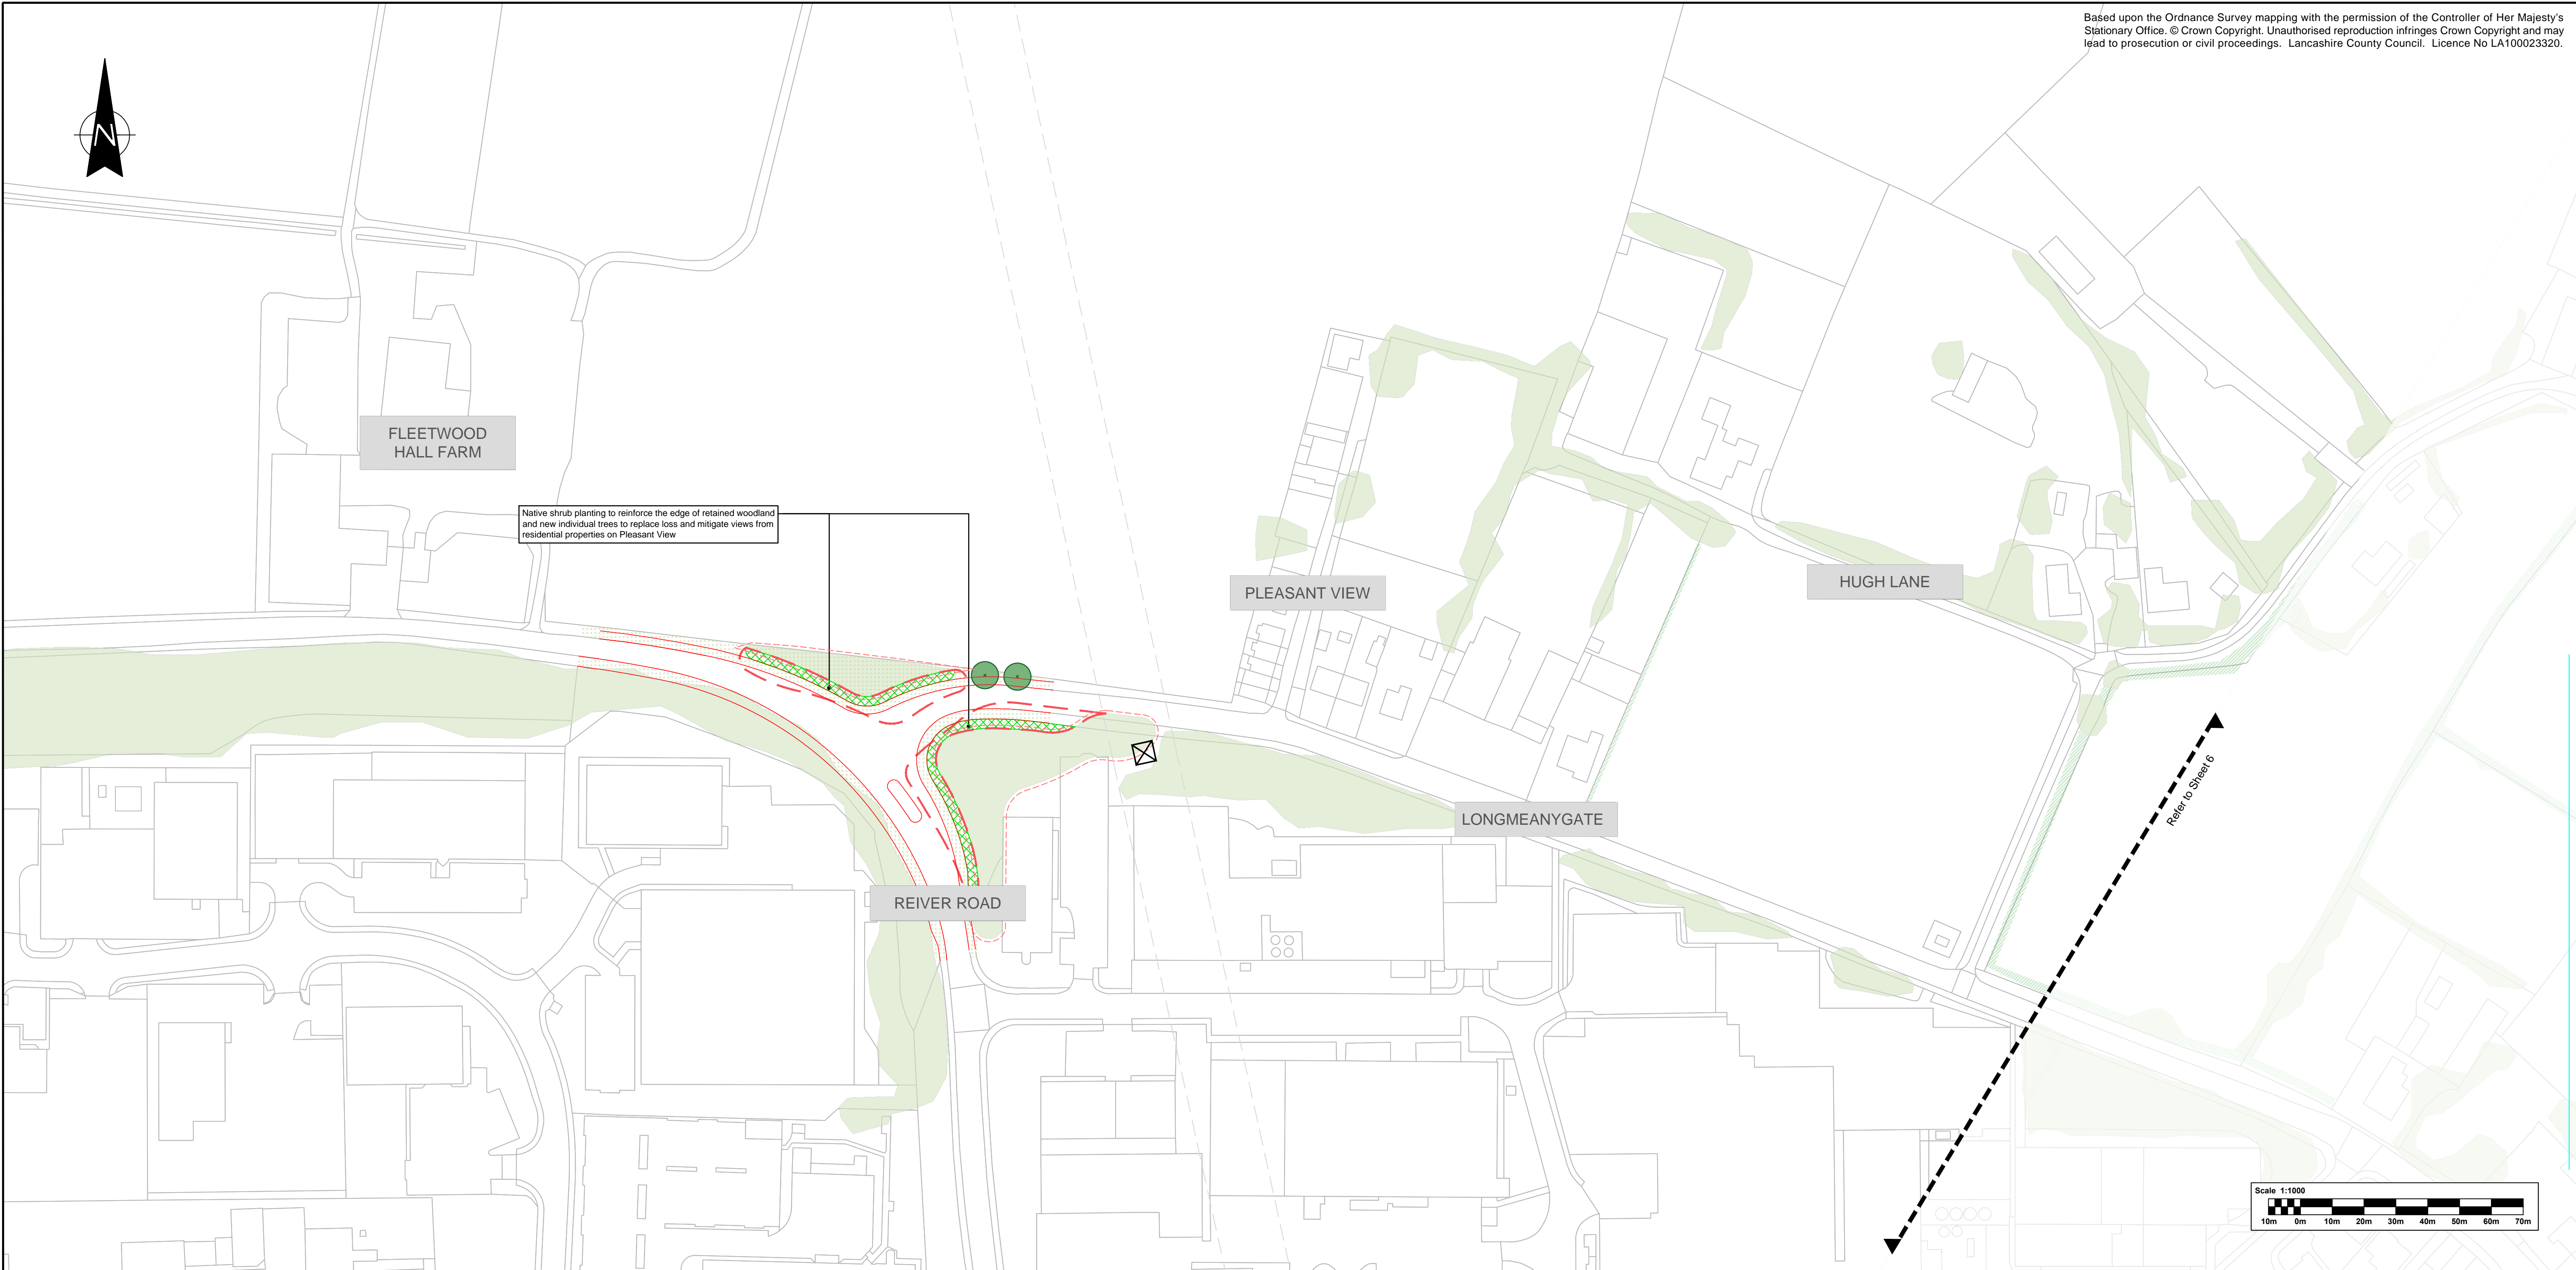 Based upon the Ordnance Survey mapping with the permission of the Controller of Her Majesty's
Stationary Office. © Crown Copyright. Unauthorised reproduction infringes Crown Copyright and may
lead to prosecution or civil proceedings. Lancashire County Council. Licence No LA100023320.
N
FLEETWOOD
HALL FARM
Native shrub planting to reinforce the edge of retained woodland
and new individual trees to replace loss and mitigate views from
residential properties on Pleasant View
PLEASANT VIEW
HUGH LANE
LONGMEANYGATE
REIVER ROAD
Refer to Sheet 6
Scale 1:1000
10m 0m 10m 20m 30m 40m 50m 60m 70m